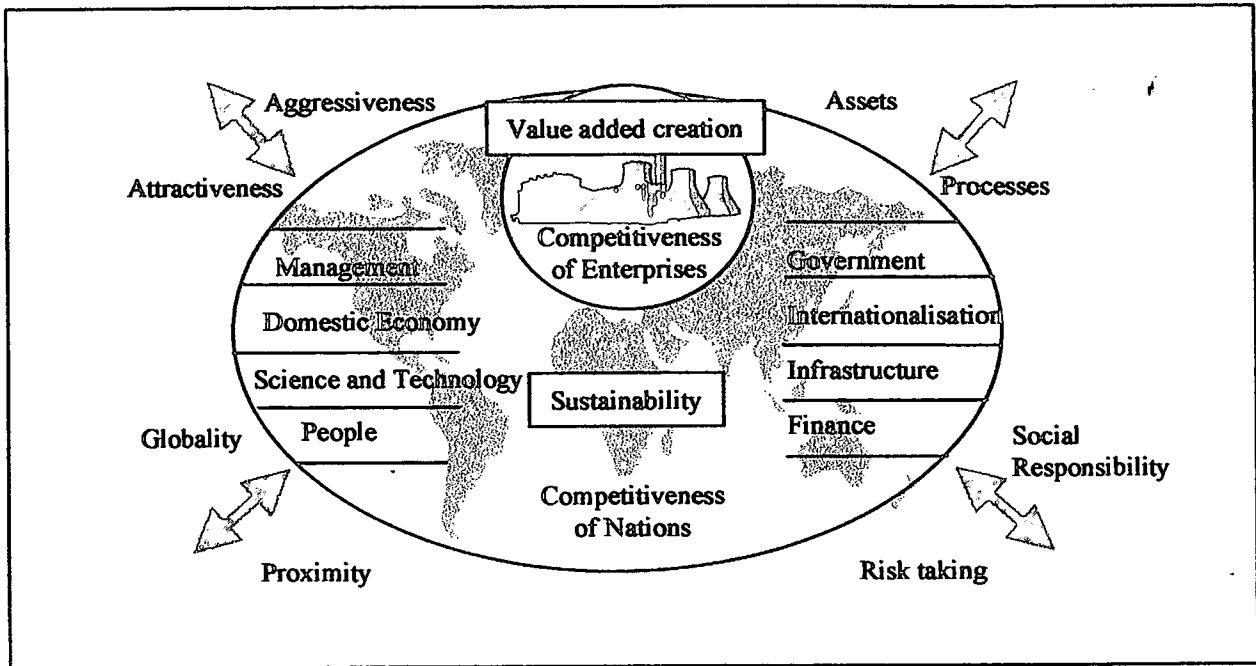 Aggressiveness
Assets
Value added creation
Attractiveness
Processes
Competitiveness
of Enterprises
Management
Government
Domestic Economy
Internationalisation
Science and Technology
Infrastructure
Sustainability
People
Finance
Globality
Social
Responsibility
Competitiveness
of Nations
Proximity
Risk taking